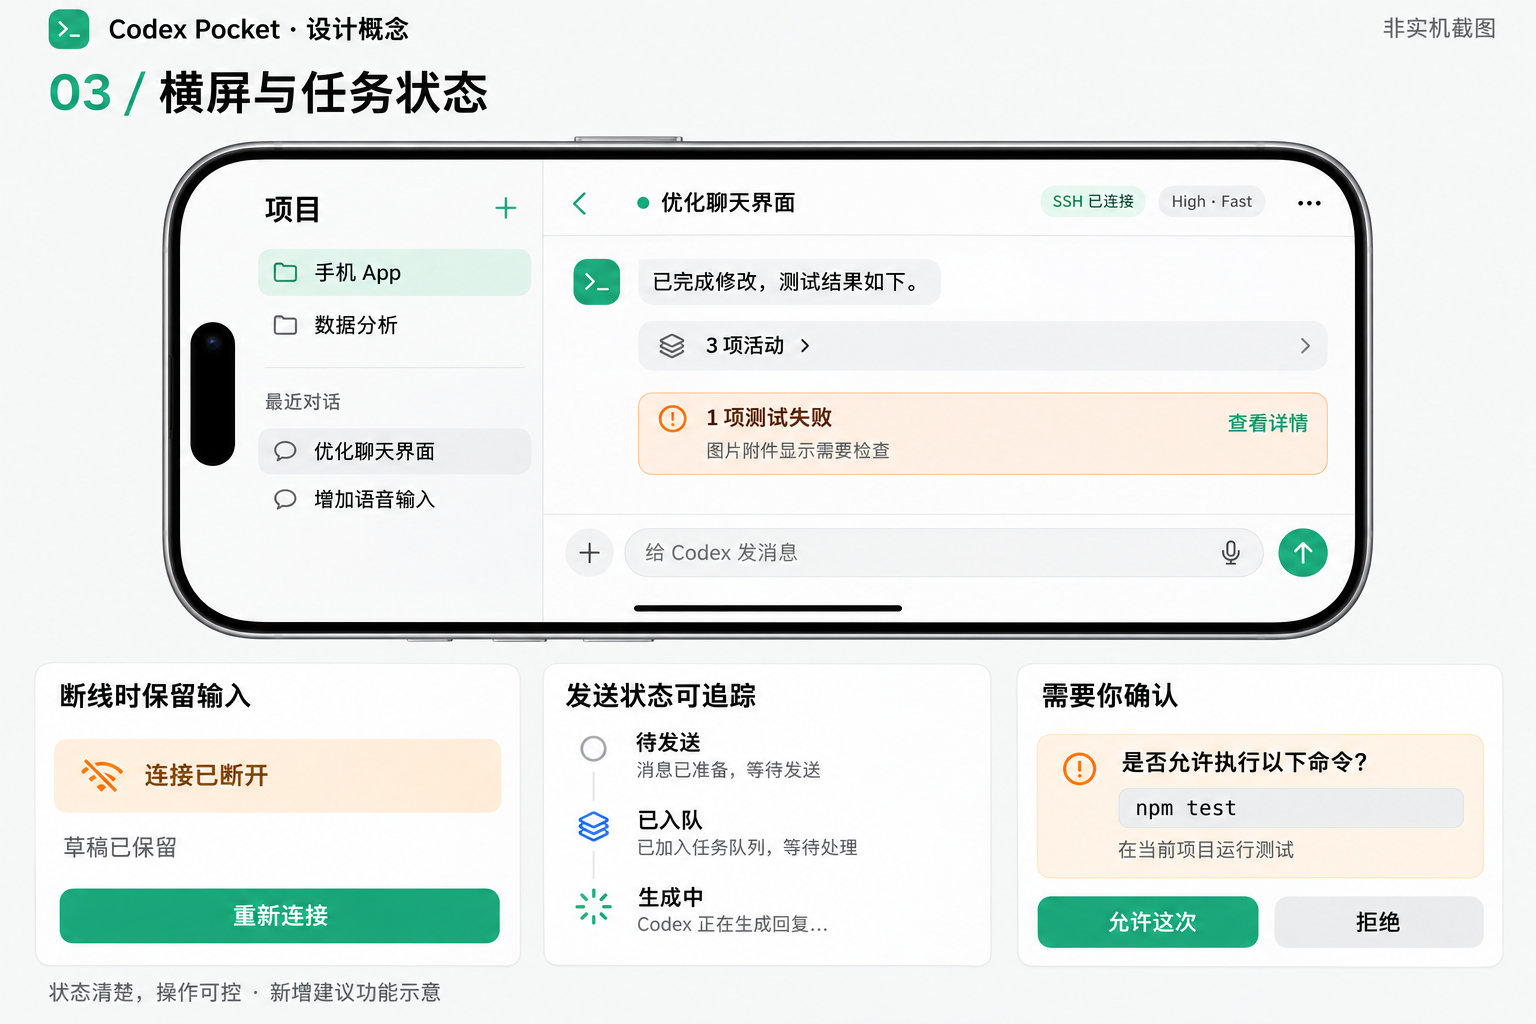 Codex Pocket · 设计概念
非实机截图
03 / 横屏与任务状态
项目
手机 App
数据分析
最近对话
优化聊天界面
增加语音输入
优化聊天界面
SSH 已连接
High · Fast
已完成修改，测试结果如下。
3 项活动
1 项测试失败
图片附件显示需要检查
查看详情
给 Codex 发消息
断线时保留输入
连接已断开
草稿已保留
重新连接
发送状态可追踪
待发送
消息已准备，等待发送
已入队
已加入任务队列，等待处理
生成中
Codex 正在生成回复...
需要你确认
是否允许执行以下命令？
npm test
在当前项目运行测试
允许这次
拒绝
状态清楚，操作可控 · 新增建议功能示意